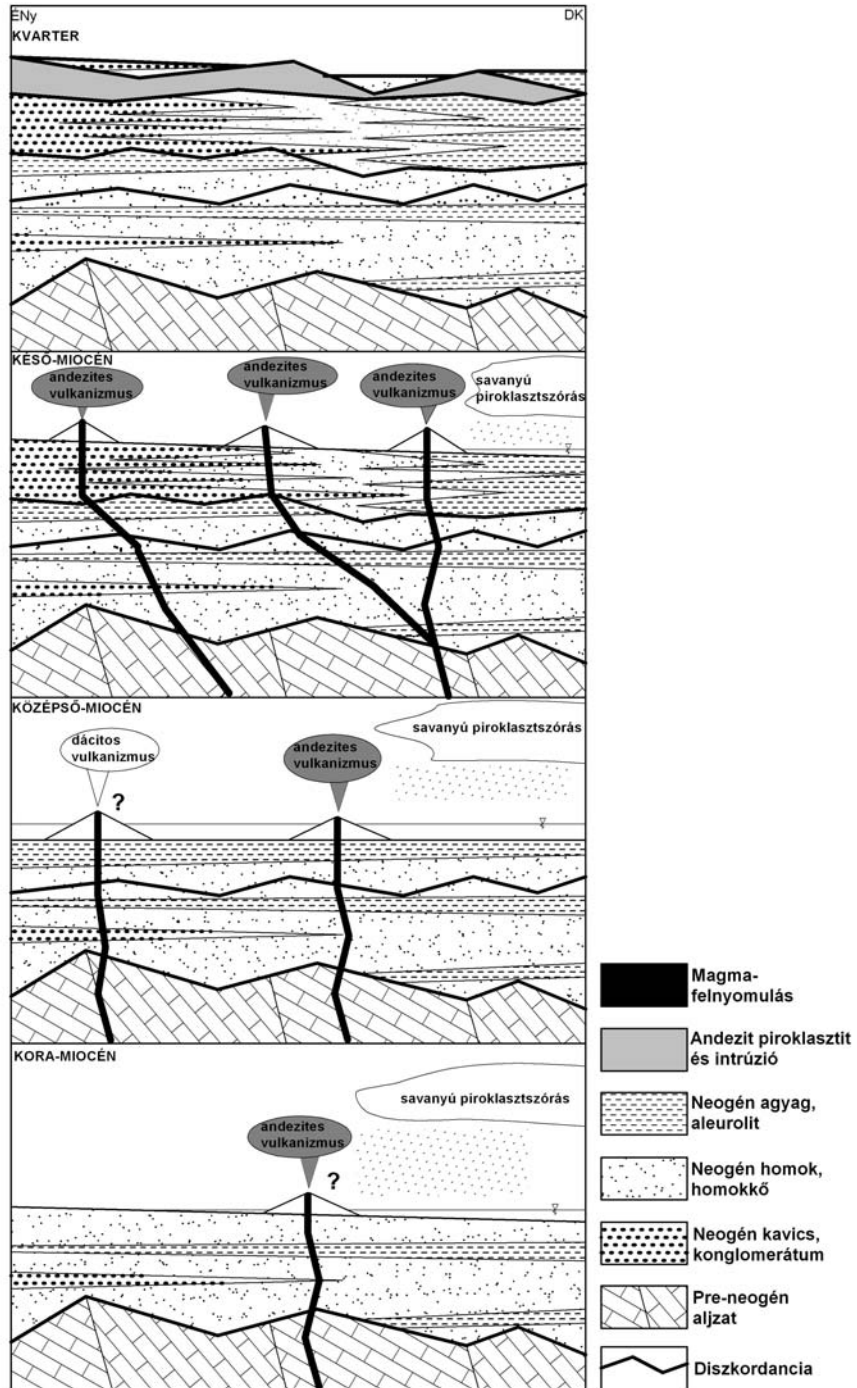 ÉNy
DK
KVARTER
KÉSŐ-MIOCÉN
andezites
vulkanizmus
andezites
vulkanizmus
andezites
vulkanizmus
savanyú
piroklasztszórás
KÖZÉPSŐ-MIOCÉN
dácitos
vulkanizmus
?
andezites
vulkanizmus
savanyú piroklasztszórás
KORA-MIOCÉN
andezites
vulkanizmus
?
savanyú piroklasztszórás
Magma-
felnyomulás
Andezit piroklasztit
és intrúzió
Neogén agyag,
aleurolit
Neogén homok,
homokkő
Neogén kavics,
konglomerátum
Pre-neogén
aljzat
Diszkordancia